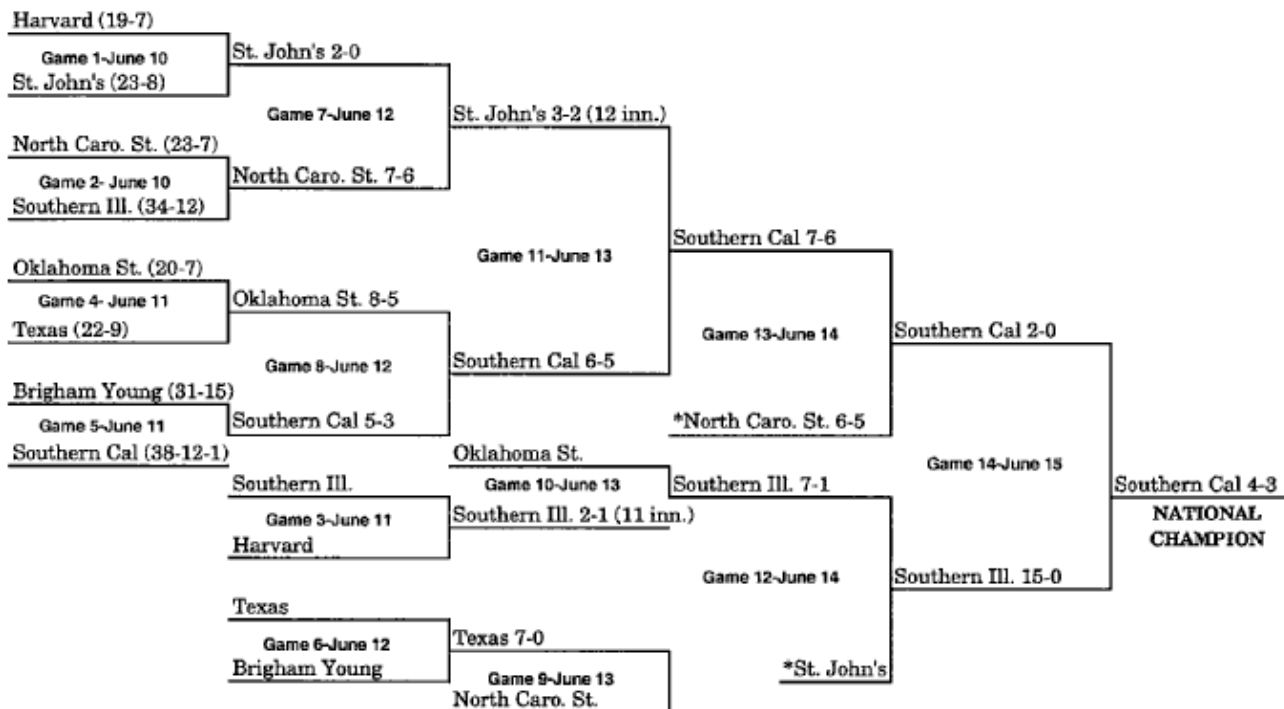 Harvard (19-7)
Game 1-June 10
St. John's (23-8)
St. John's 2-0
Game 7-June 12
North Caro. St. (23-7)
Game 2- June 10
Southern Ill. (34-12)
North Caro. St. 7-6
St. John's 3-2 (12 inn.)
Game 11-June 13
Oklahoma St. (20-7)
Game 4- June 11
Texas (22-9)
Oklahoma St. 8-5
Game 8-June 12
Brigham Young (31-15)
Game 5-June 11
Southern Cal (38-12-1)
Southern Cal 5-3
Southern Cal 6-5
Southern Cal 7-6
Game 13-June 14
*North Caro. St. 6-5
Southern Cal 2-0
Game 14-June 15
Southern Cal 4-3
NATIONAL
CHAMPION
Oklahoma St.
Game 10-June 13
Southern Ill.
Game 3-June 11
Harvard
Southern Ill. 2-1 (11 inn.)
Southern Ill. 7-1
Game 12-June 14
*St. John's
Southern Ill. 15-0
Texas
Game 6-June 12
Brigham Young
Texas 7-0
Game 9-June 13
North Caro. St.